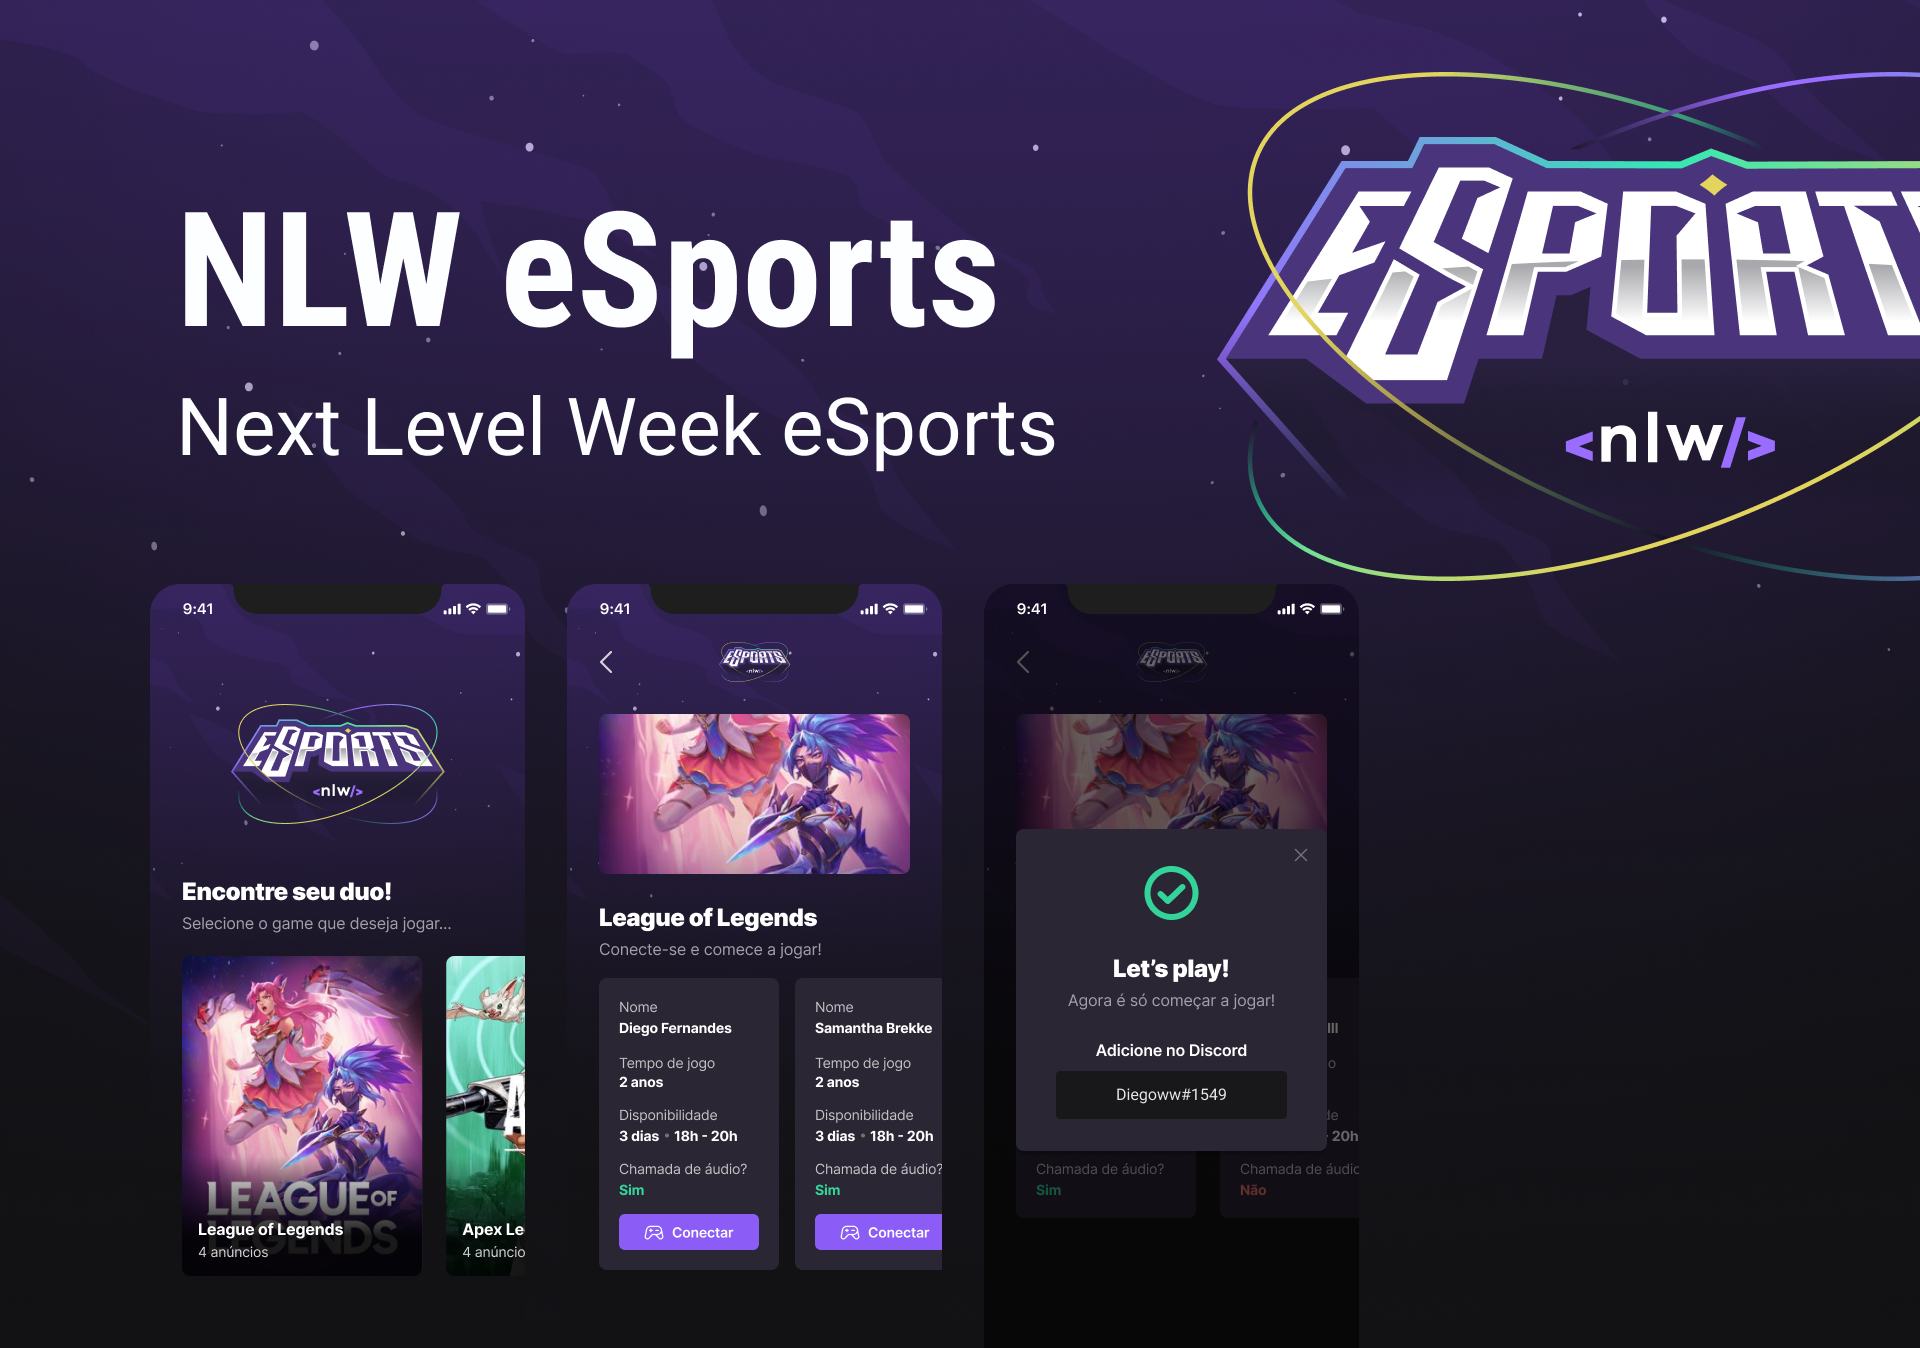 NLW eSports
Next Level Week eSports
ESPORTS
<nlw/>
9:41
ESPORTS
<nlw/>
Encontre seu duo!
Selecione o game que deseja jogar...
LEAGUE OF
LEGENDS
League of Legends
4 anúncios
Apex Le
4 anúncio
9:41
ESPORTS
<nlw/>
League of Legends
Conecte-se e comece a jogar!
Nome
Diego Fernandes
Tempo de jogo
2 anos
Disponibilidade
3 dias • 18h - 20h
Chamada de áudio?
Sim
Conectar
Nome
Samantha Brekke
Tempo de jogo
2 anos
Disponibilidade
3 dias • 18h - 20h
Chamada de áudio?
Sim
Conectar
9:41
ESPORTS
<nlw/>
Let's play!
Agora é só começar a jogar!
Adicione no Discord
Diegoww#1549
Chamada de áudio?
Sim
20h
Chamada de áudio
Não